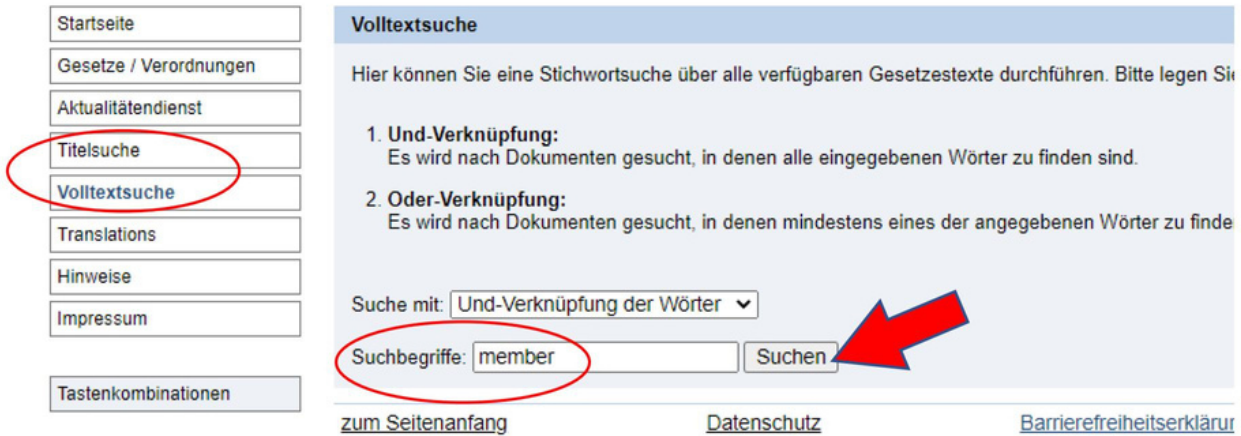 Startseite
Gesetze / Verordnungen
Aktualitätendienst
Titelsuche
Volltextsuche
Translations
Hinweise
Impressum
Tastenkombinationen
Volltextsuche
Hier können Sie eine Stichwortsuche über alle verfügbaren Gesetzestexte durchführen. Bitte legen Sie
1. Und-Verknüpfung:
Es wird nach Dokumenten gesucht, in denen alle eingegebenen Wörter zu finden sind.
2. Oder-Verknüpfung:
Es wird nach Dokumenten gesucht, in denen mindestens eines der angegebenen Wörter zu finde
Suche mit: Und-Verknüpfung der Wörter
Suchbegriffe: member Suchen
zum Seitenanfang Datenschutz Barrierefreiheitserklärur